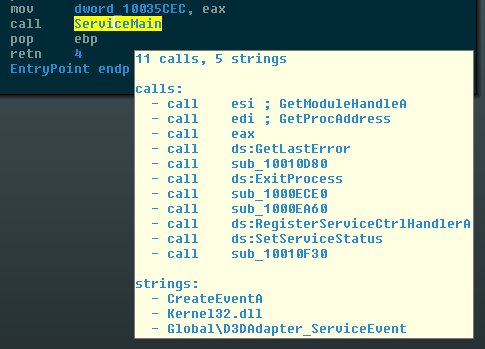 mov dword_10035CEC, eax
call ServiceMain
pop ebp
retn 4
EntryPoint endp
11 calls, 5 strings
calls:
- call esi ; GetModuleHandleA
- call edi ; GetProcAddress
- call eax
- call ds:GetLastError
- call sub_10010D80
- call ds:ExitProcess
- call sub_1000ECE0
- call sub_1000EA60
- call ds:RegisterServiceCtrlHandlerA
- call ds:SetServiceStatus
- call sub_10010F30
strings:
- CreateEventA
- Kernel32.dll
- Global\D3DAdapter_ServiceEvent